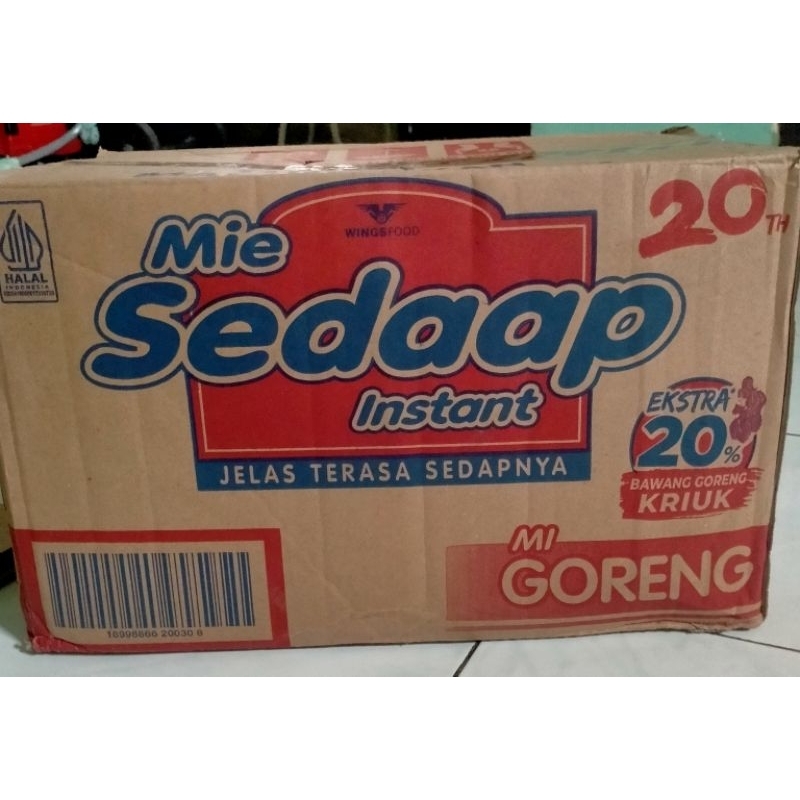 WINGSFOOD
20TH
Mie
Sedaap
Instant
JELAS TERASA SEDAPNYA
HALAL
INDONESIA
EKSTRA*
20%
BAWANG GORENG
KRIUK
MI
GORENG